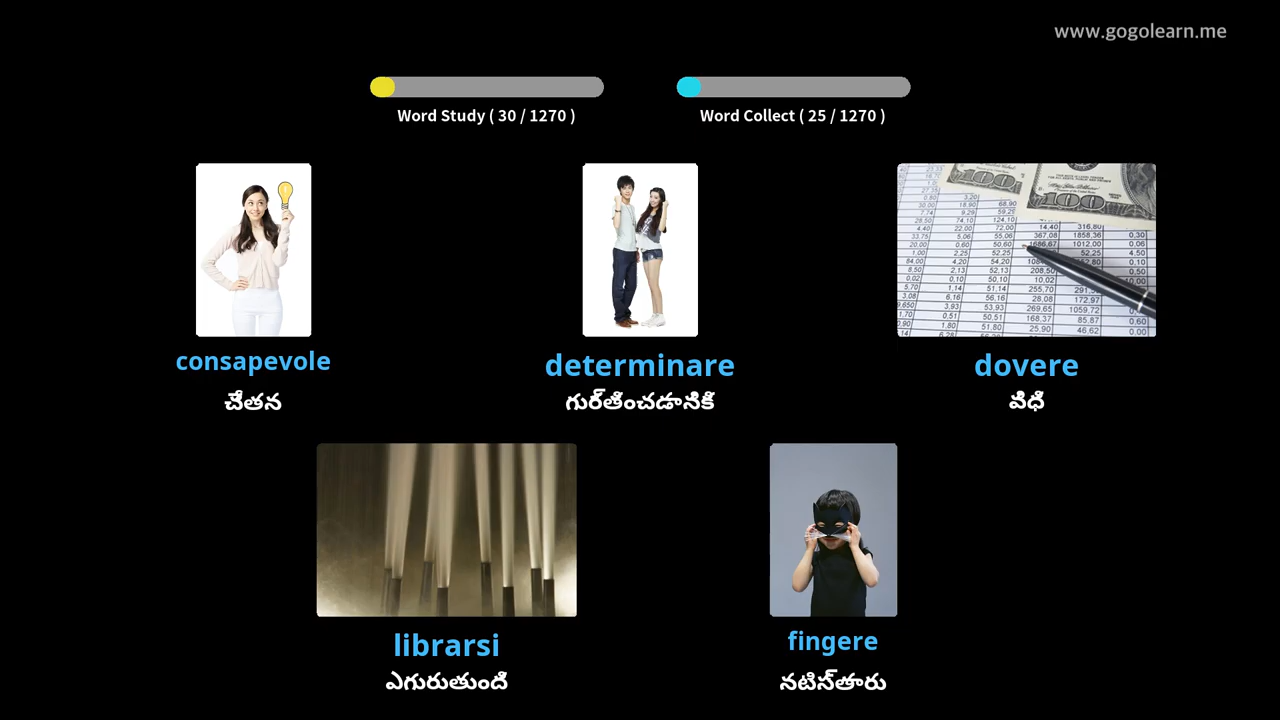 www.gogolearn.me
Word Study ( 30 / 1270 )
Word Collect ( 25 / 1270 )
consapevole
determinare
dovere
చేతన
గుర్తించడానికి
విధి
librarsi
fingere
ఎగురుతుంది
నటిస్తారు